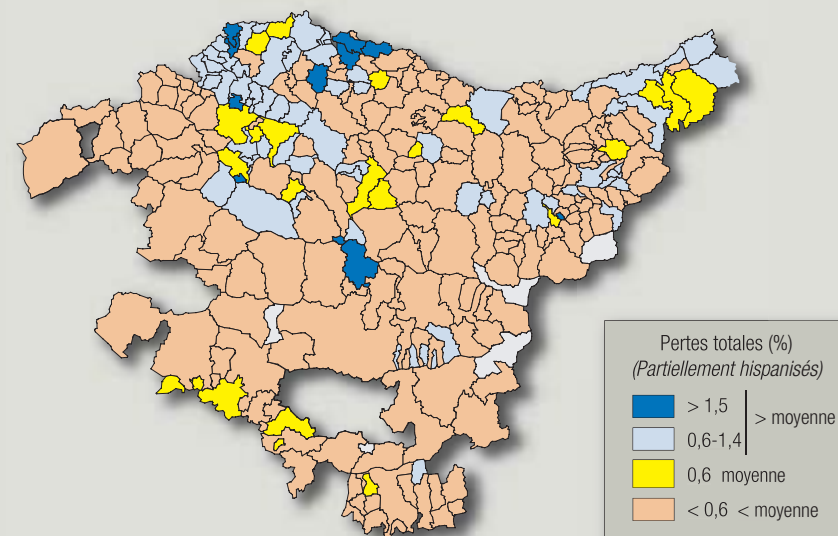 Pertes totales (%)
(Partiellement hispanisés)
> 1,5
> moyenne
0,6-1,4
0,6 moyenne
< 0,6 < moyenne